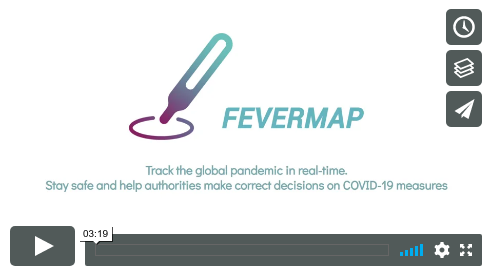 FEVERMAP
Track the global pandemic in real-time.
Stay safe and help authorities make correct decisions on COVID-19 measures
03:19